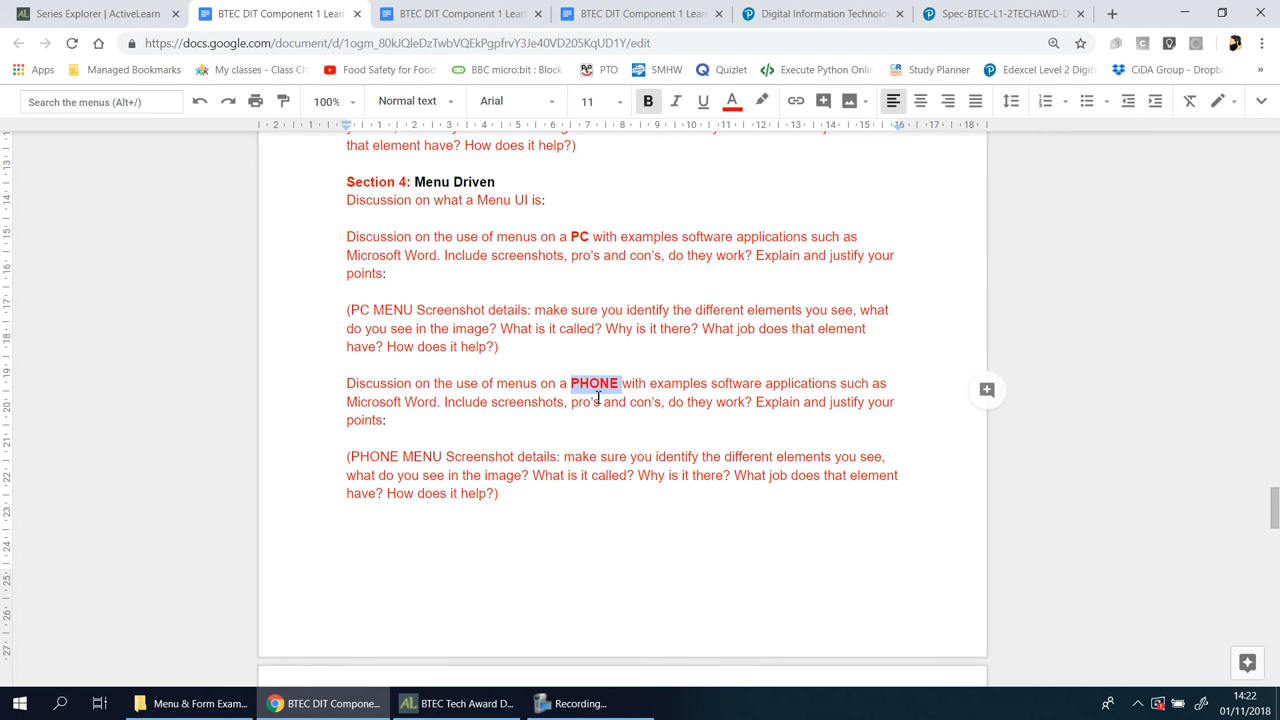 Series Explorer | ActiveLearn
BTEC DIT Component 1 Learn
BTEC DIT Component 1 Learn
BTEC DIT Component 1 Learn
Digital Information Technolo
Spec-BTEC-L1-2TECHAWD-D
https://docs.google.com/document/d/1ogm_80kJQleDzTwbVQEkPgpfrvY3Je40VD205KqUD1Y/edit
Apps
Managed Bookmarks
My classes - Class Ch
Food Safety for Food
BBC micro:bit : Block
PTO
SMHW
Quizlet
Execute Python Onlin
Study Planner
Edexcel Level 2 Digit
CiDA Group - Dropb
Search the menus (Alt+/)
100%
Normal text
Arial
11
that element have? How does it help?)
Section 4: Menu Driven
Discussion on what a Menu UI is:
Discussion on the use of menus on a PC with examples software applications such as
Microsoft Word. Include screenshots, pro's and con's, do they work? Explain and justify your
points:
(PC MENU Screenshot details: make sure you identify the different elements you see, what
do you see in the image? What is it called? Why is it there? What job does that element
have? How does it help?)
Discussion on the use of menus on a PHONE with examples software applications such as
Microsoft Word. Include screenshots, pro's and con's, do they work? Explain and justify your
points:
(PHONE MENU Screenshot details: make sure you identify the different elements you see,
what do you see in the image? What is it called? Why is it there? What job does that element
have? How does it help?)
Menu & Form Exam...
BTEC DIT Compone...
BTEC Tech Award D...
Recording...
14:22
01/11/2018